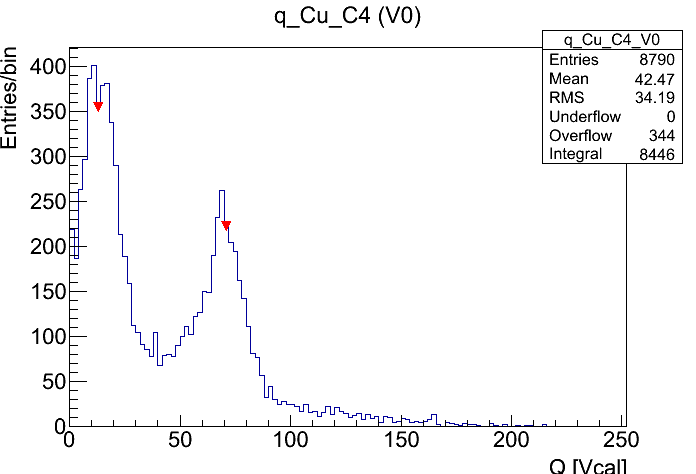 q_Cu_C4 (V0)
q_Cu_C4_V0
Entries 8790
Mean 42.47
RMS 34.19
Underflow 0
Overflow 344
Integral 8446
Entries/bin
400
350
300
250
200
150
100
50
0
0 50 100 150 200 250
Q [Vcal]